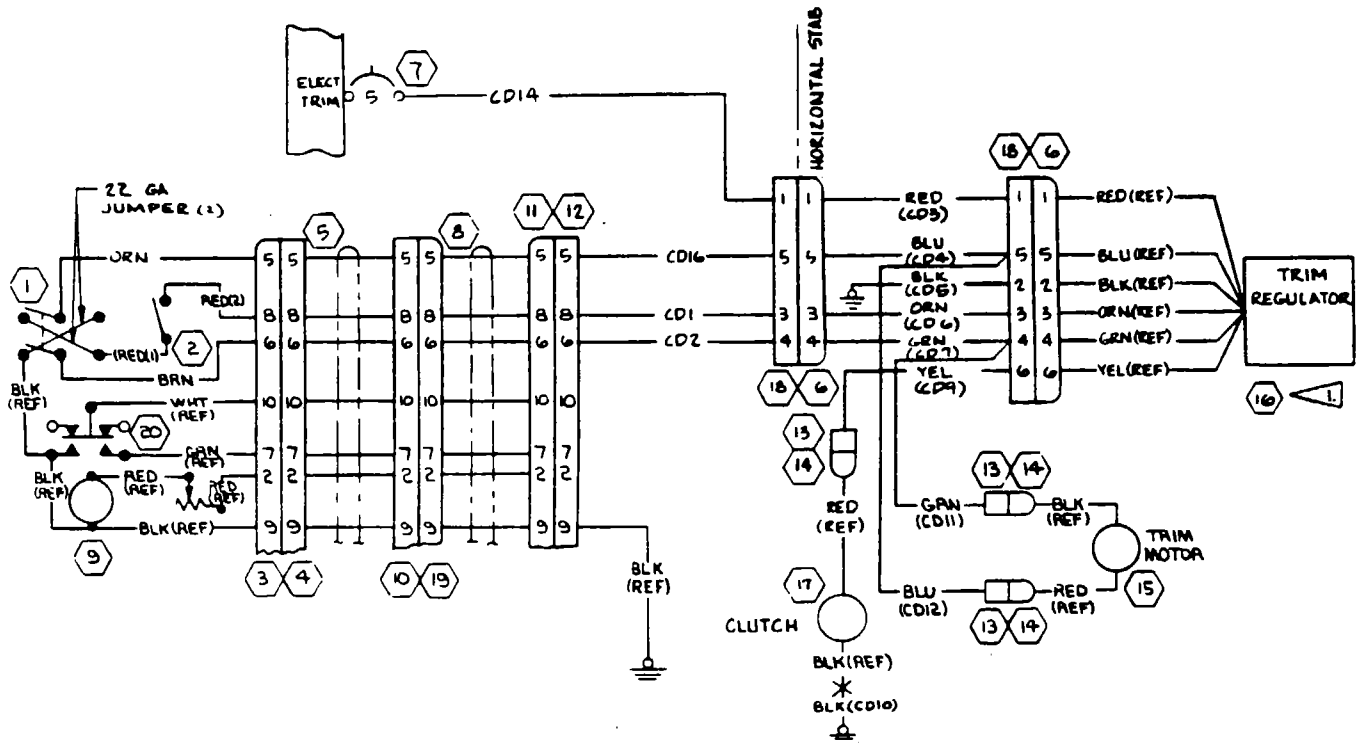 HORIZONTAL STAB
ELECT
TRIM
5
7
CD14
22 GA
JUMPER (2)
18 6
11 12
5
8
1 1
RED
(CD3)
1 1
RED(REF)
ORN
5 5
5 5
5 5
CD16
5 5
BLU
(CD4)
5 5
BLU(REF)
TRIM
REGULATOR
1
RED(2)
BLK
(CD5)
2 2
BLK(REF)
8 8
8 8
8 8
CD1
3 3
ORN
(CD6)
3 3
ORN(REF)
2
(RED(1)
6 6
6 6
6 6
CD2
4 4
GRN
(CD7)
4 4
GRN(REF)
BRN
YEL
(CD9)
6 6
YEL(REF)
BLK
(REF)
WHT
(REF)
10 10
10 10
10 10
18 6
16
1.
20
13
14
GRN
(REF)
7 7
7 7
7 7
BLK
(REF)
RED
(REF)
RED
(REF)
2 2
2 2
2 2
13 14
GRN
(CD11)
BLK
(REF)
RED
(REF)
BLK(REF)
9 9
9 9
9 9
TRIM
MOTOR
9
3 4
10 19
BLK
(REF)
17
BLU
(CD12)
RED
(REF)
15
CLUTCH
13 14
BLK(REF)
BLK(CD10)